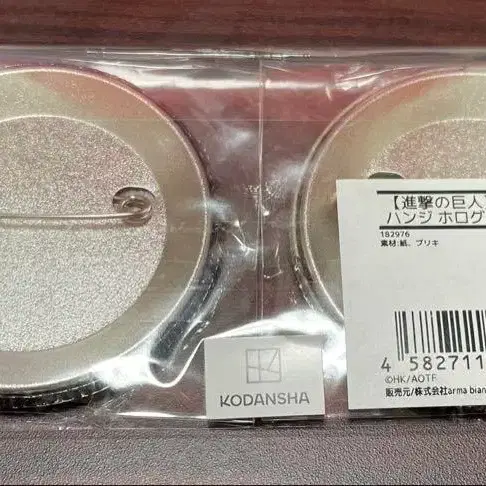 【進撃の巨人】
ハンジ ホログ
182976
素材:紙、ブリキ
4 582711
©HK/AOTF
販売元/株式会社arma bian
KODANSHA